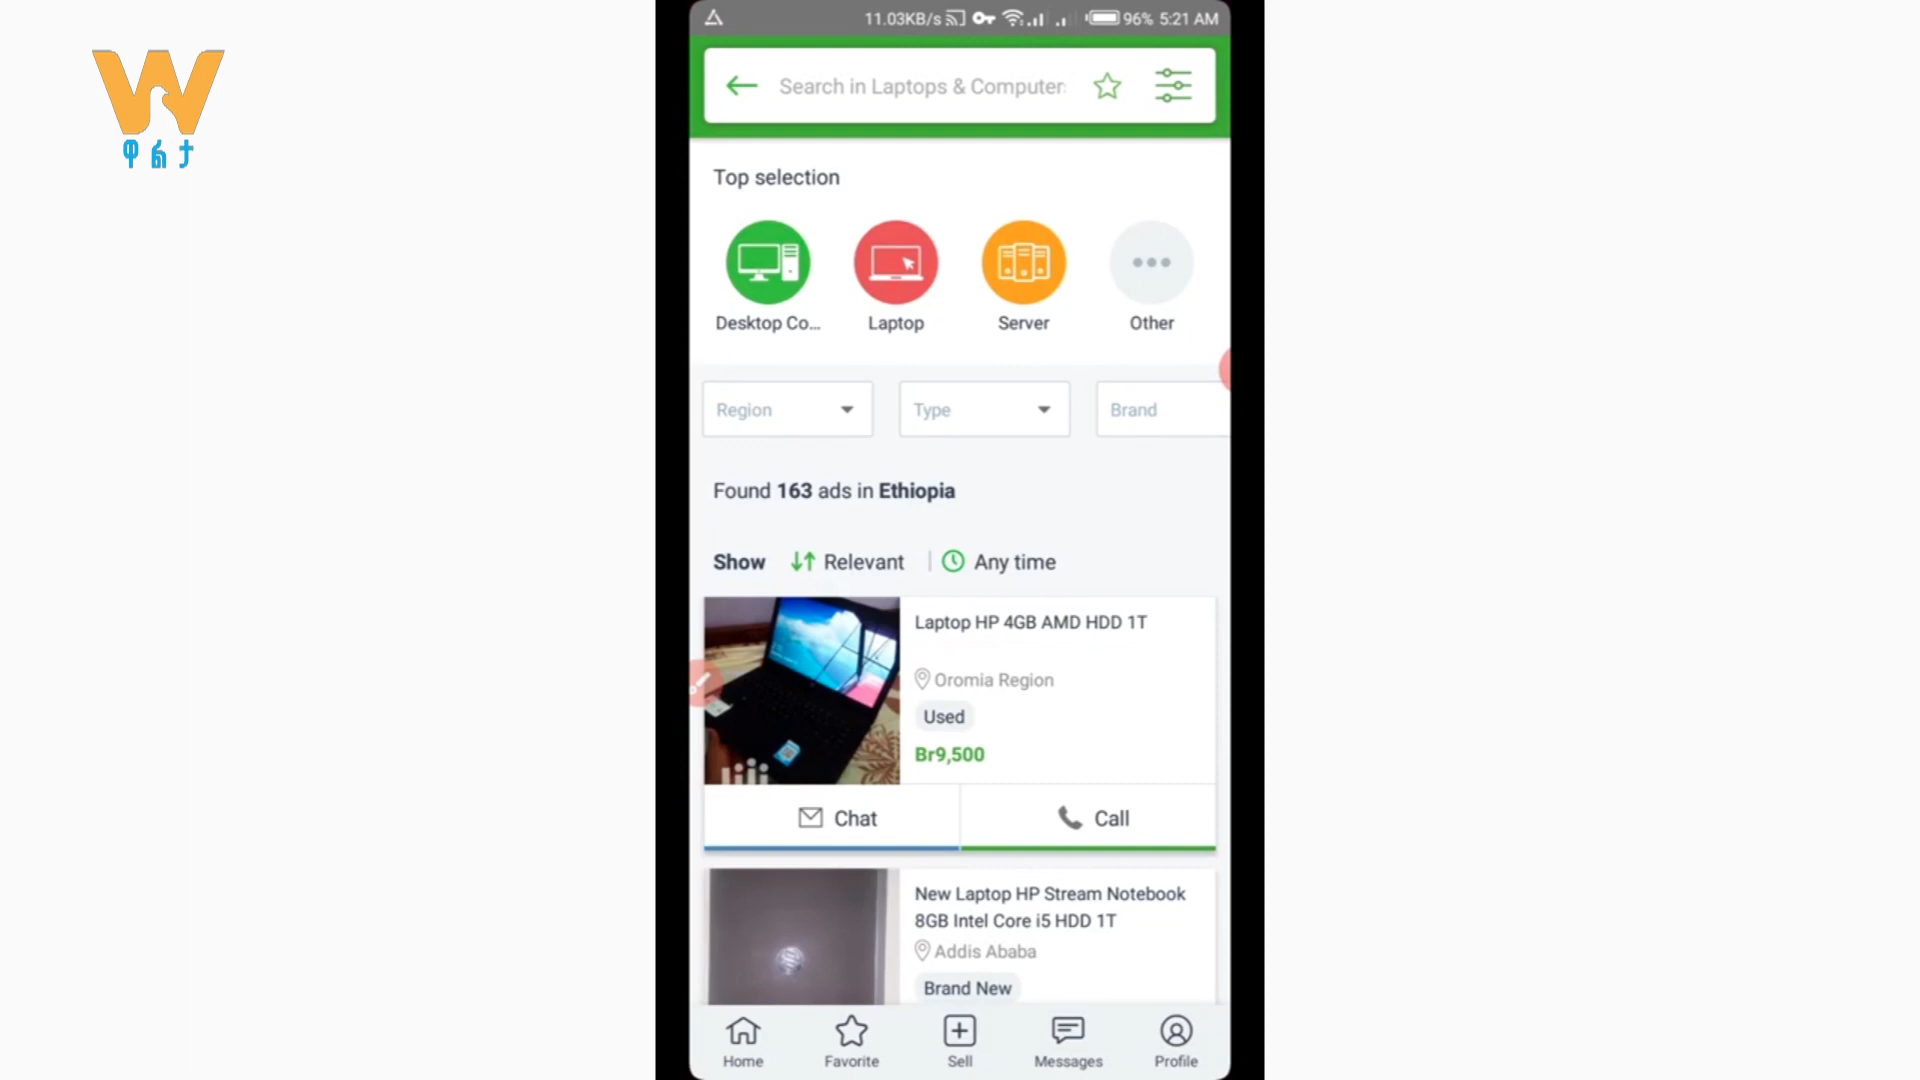 ዋልታ
11.03KB/s 96% 5:21 AM
Search in Laptops & Computer
Top selection
Desktop Co...
Laptop
Server
Other
Region
Type
Brand
Found 163 ads in Ethiopia
Show Relevant | Any time
Laptop HP 4GB AMD HDD 1T
Oromia Region
Used
Br9,500
jiji
Chat
Call
New Laptop HP Stream Notebook
8GB Intel Core i5 HDD 1T
Addis Ababa
Brand New
Home
Favorite
Sell
Messages
Profile